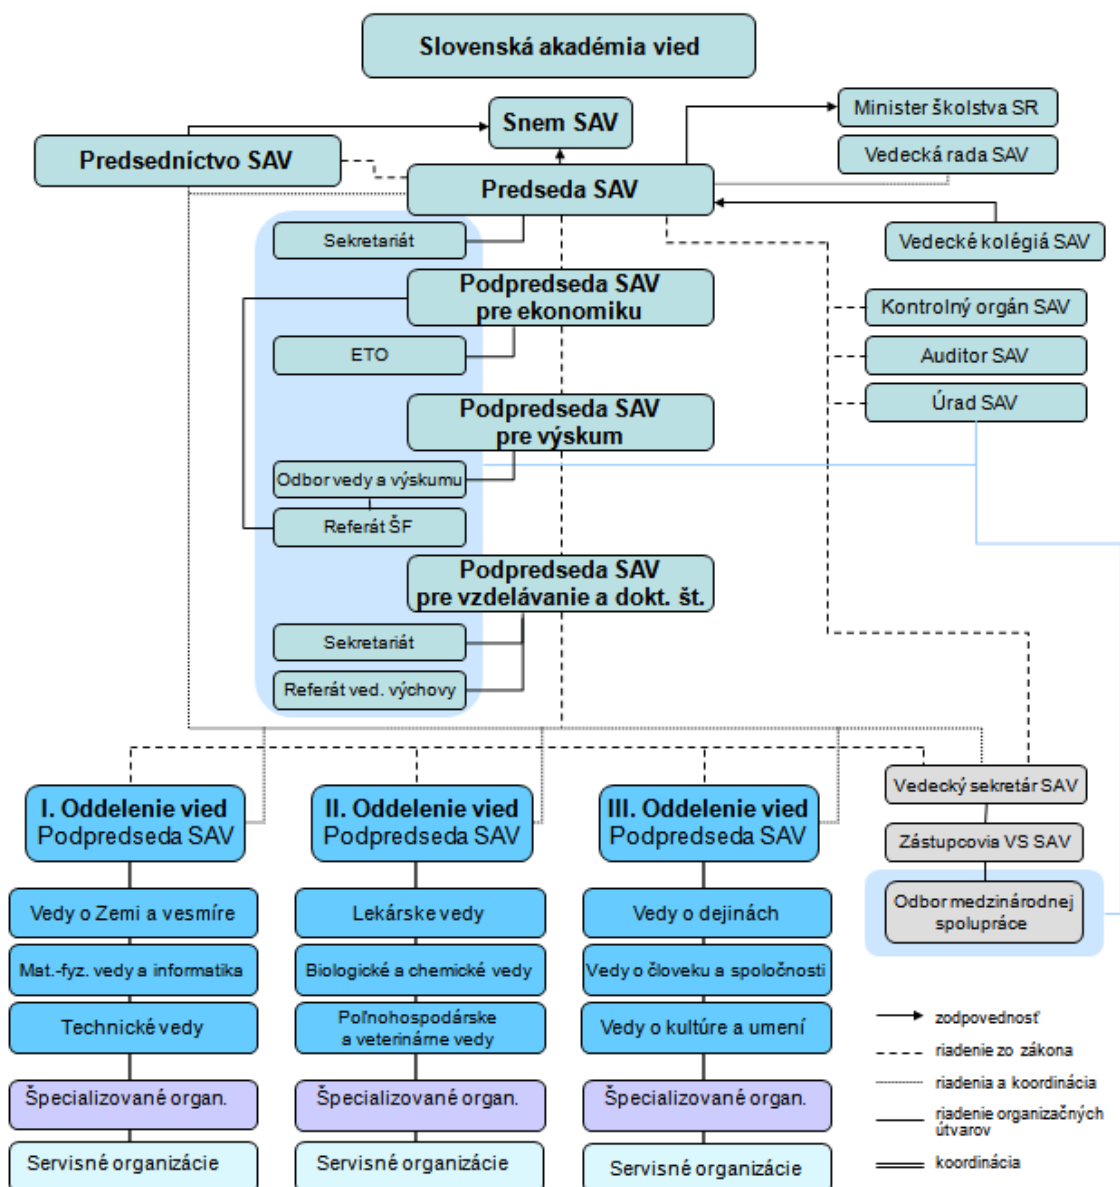 Slovenská akadémia vied
Snem SAV
Minister školstva SR
Predsedníctvo SAV
Vedecká rada SAV
Predseda SAV
Sekretariát
Vedecké kolégiá SAV
Podpredseda SAV
pre ekonomiku
Kontrolný orgán SAV
ETO
Auditor SAV
Úrad SAV
Podpredseda SAV
pre výskum
Odbor vedy a výskumu
Referát ŠF
Podpredseda SAV
pre vzdelávanie a dokt. št.
Sekretariát
Referát ved. výchovy
I. Oddelenie vied
Podpredseda SAV
II. Oddelenie vied
Podpredseda SAV
III. Oddelenie vied
Podpredseda SAV
Vedecký sekretár SAV
Zástupcovia VS SAV
Odbor medzinárodnej
spolupráce
Vedy o Zemi a vesmíre
Lekárske vedy
Vedy o dejinách
Mat.-fyz. vedy a informatika
Biologické a chemické vedy
Vedy o človeku a spoločnosti
Technické vedy
Poľnohospodárske
a veterinárne vedy
Vedy o kultúre a umení
Špecializované organ.
Špecializované organ.
Špecializované organ.
Servisné organizácie
Servisné organizácie
Servisné organizácie
zodpovednosť
riadenie zo zákona
riadenia a koordinácia
riadenie organizačných
útvarov
koordinácia